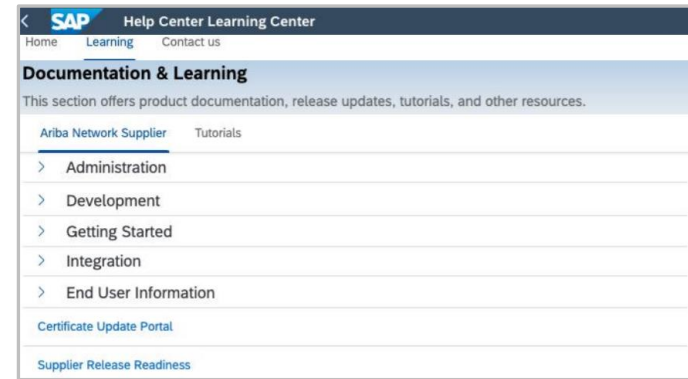 SAP Help Center Learning Center
Home Learning Contact us
Documentation & Learning
This section offers product documentation, release updates, tutorials, and other resources.
Ariba Network Supplier Tutorials
Administration
Development
Getting Started
Integration
End User Information
Certificate Update Portal
Supplier Release Readiness